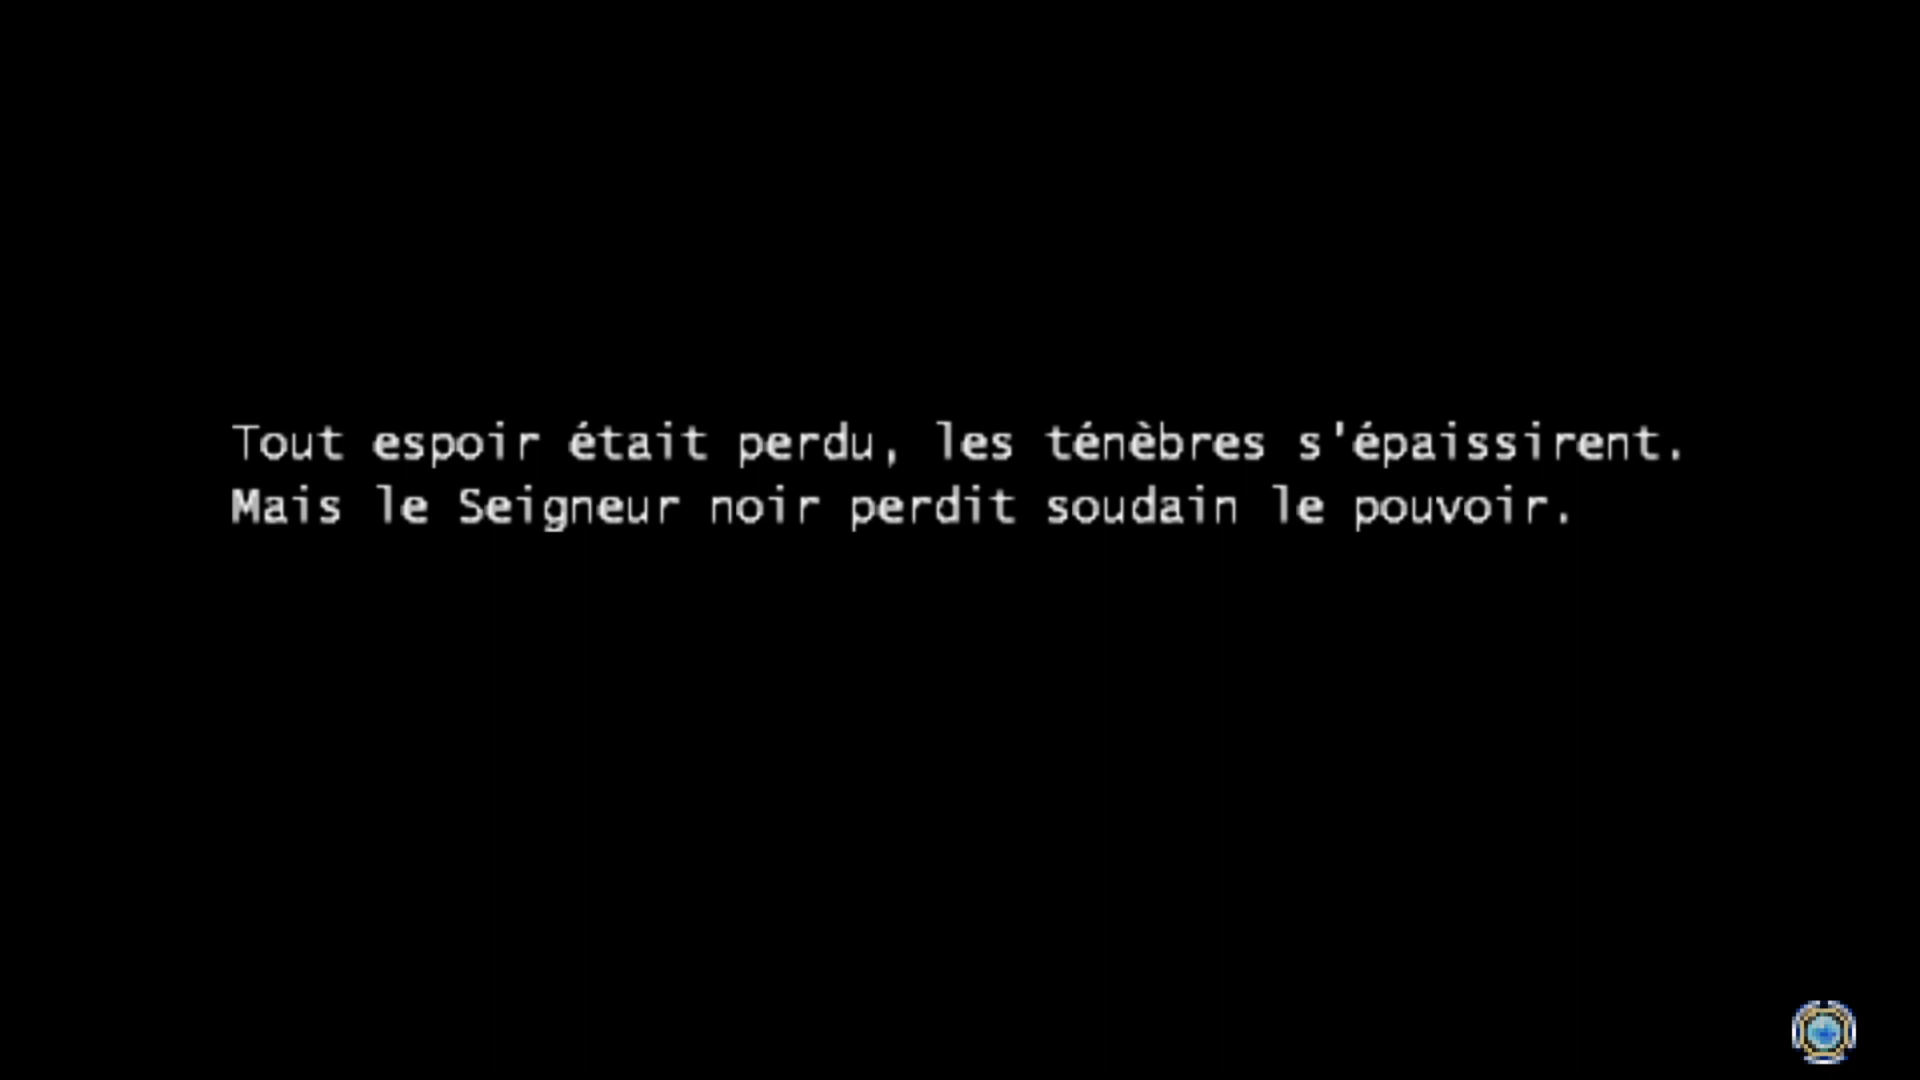 Tout espoir était perdu, les ténèbres s'épaissirent.
Mais le Seigneur noir perdit soudain le pouvoir.